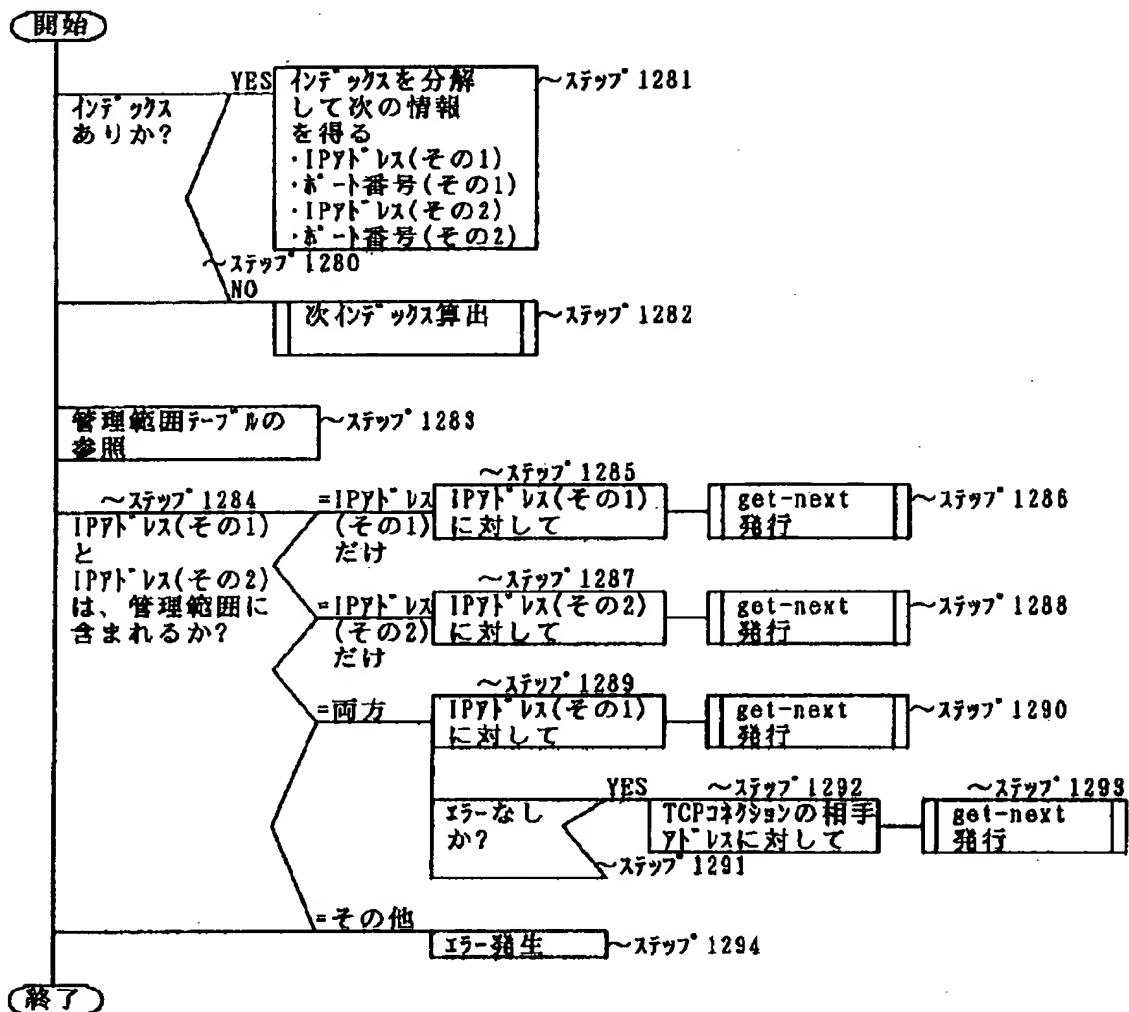 開始
インデックス
ありか?
YES
インデックスを分解
して次の情報
を得る
・IPアドレス(その1)
・ポート番号(その1)
・IPアドレス(その2)
・ポート番号(その2)
～ステップ1281
～ステップ1280
NO
次インデックス算出
～ステップ1282
管理範囲テーブルの
参照
～ステップ1283
～ステップ1284
IPアドレス(その1)
と
IPアドレス(その2)
は、管理範囲に
含まれるか?
=IPアドレス
(その1)
だけ
～ステップ1285
IPアドレス(その1)
に対して
get-next
発行
～ステップ1286
=IPアドレス
(その2)
だけ
～ステップ1287
IPアドレス(その2)
に対して
get-next
発行
～ステップ1288
=両方
～ステップ1289
IPアドレス(その1)
に対して
get-next
発行
～ステップ1290
エラーなし
か?
YES
～ステップ1291
～ステップ1292
TCPコネクションの相手
アドレスに対して
～ステップ1293
get-next
発行
=その他
エラー発生
～ステップ1294
終了